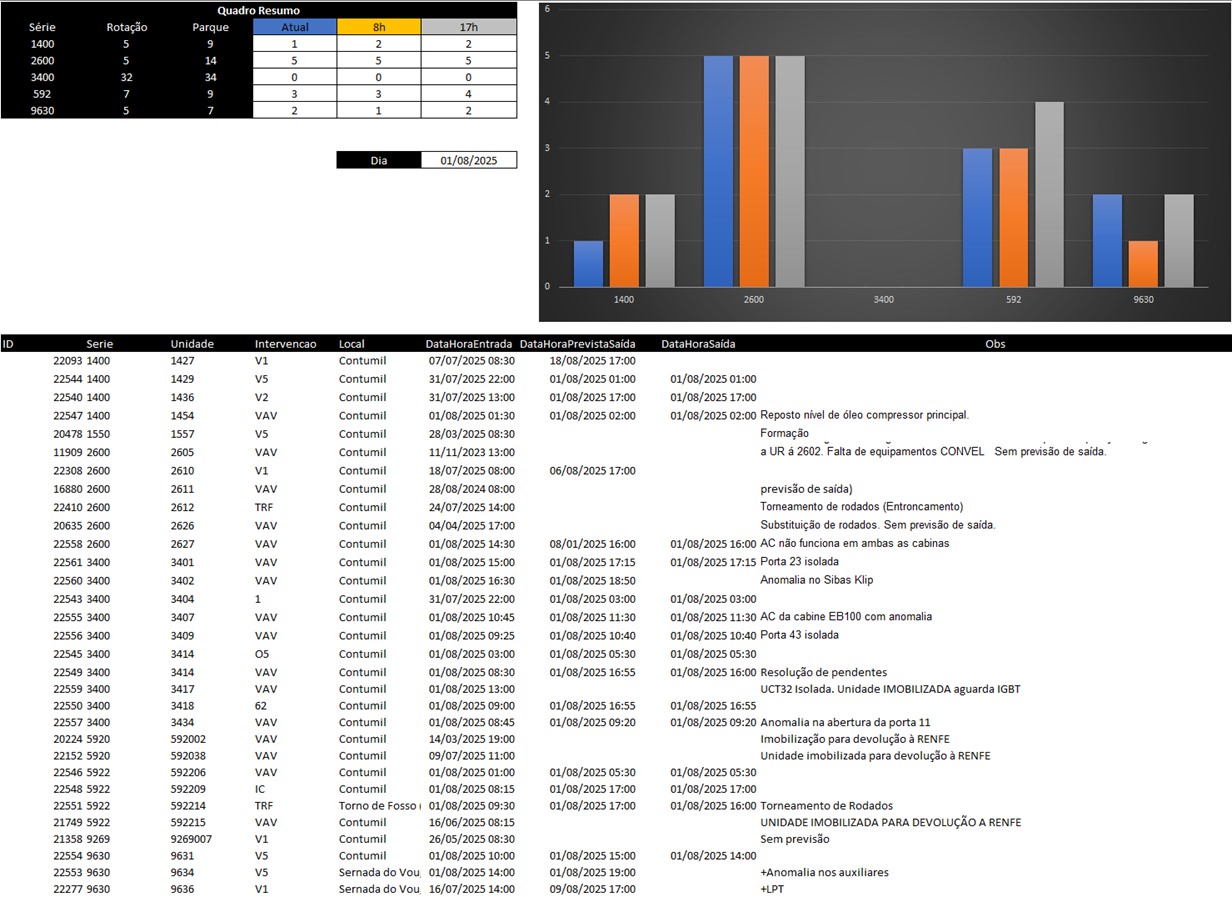 Quadro Resumo
Série Rotação Parque Atual 8h 17h
1400 5 9 1 2 2
2600 5 14 5 5 5
3400 32 34 0 0 0
592 7 9 3 3 4
9630 5 7 2 1 2
Dia 01/08/2025
6
5
4
3
2
1
0
1400 2600 3400 592 9630
ID Serie Unidade Intervencao Local DataHoraEntrada DataHoraPrevistaSaída DataHoraSaída Obs
22093 1400 1427 V1 Contumil 07/07/2025 08:30 18/08/2025 17:00
22544 1400 1429 V5 Contumil 31/07/2025 22:00 01/08/2025 01:00 01/08/2025 01:00
22540 1400 1436 V2 Contumil 31/07/2025 13:00 01/08/2025 17:00 01/08/2025 17:00
22547 1400 1454 VAV Contumil 01/08/2025 01:30 01/08/2025 02:00 01/08/2025 02:00 Reposto nível de óleo compressor principal.
20478 1550 1557 V5 Contumil 28/03/2025 08:30 Formação
11909 2600 2605 VAV Contumil 11/11/2023 13:00 a UR á 2602. Falta de equipamentos CONVEL Sem previsão de saída.
22308 2600 2610 V1 Contumil 18/07/2025 08:00 06/08/2025 17:00
16880 2600 2611 VAV Contumil 28/08/2024 08:00 previsão de saída)
22410 2600 2612 TRF Contumil 24/07/2025 14:00 Torneamento de rodados (Entroncamento)
20635 2600 2626 VAV Contumil 04/04/2025 17:00 Substituição de rodados. Sem previsão de saída.
22558 2600 2627 VAV Contumil 01/08/2025 14:30 08/01/2025 16:00 01/08/2025 16:00 AC não funciona em ambas as cabinas
22561 3400 3401 VAV Contumil 01/08/2025 15:00 01/08/2025 17:15 01/08/2025 17:15 Porta 23 isolada
22560 3400 3402 VAV Contumil 01/08/2025 16:30 01/08/2025 18:50 Anomalia no Sibas Klip
22543 3400 3404 1 Contumil 31/07/2025 22:00 01/08/2025 03:00 01/08/2025 03:00
22555 3400 3407 VAV Contumil 01/08/2025 10:45 01/08/2025 11:30 01/08/2025 11:30 AC da cabine EB100 com anomalia
22556 3400 3409 VAV Contumil 01/08/2025 09:25 01/08/2025 10:40 01/08/2025 10:40 Porta 43 isolada
22545 3400 3414 O5 Contumil 01/08/2025 03:00 01/08/2025 05:30 01/08/2025 05:30
22549 3400 3414 VAV Contumil 01/08/2025 08:30 01/08/2025 16:55 01/08/2025 16:00 Resolução de pendentes
22559 3400 3417 VAV Contumil 01/08/2025 13:00 UCT32 Isolada. Unidade IMOBILIZADA aguarda IGBT
22550 3400 3418 62 Contumil 01/08/2025 09:00 01/08/2025 16:55 01/08/2025 16:55
22557 3400 3434 VAV Contumil 01/08/2025 08:45 01/08/2025 09:20 01/08/2025 09:20 Anomalia na abertura da porta 11
20224 5920 592002 VAV Contumil 14/03/2025 19:00 Imobilização para devolução à RENFE
22152 5920 592038 VAV Contumil 09/07/2025 11:00 Unidade imobilizada para devolução à RENFE
22546 5922 592206 VAV Contumil 01/08/2025 01:00 01/08/2025 05:30 01/08/2025 05:30
22548 5922 592209 IC Contumil 01/08/2025 08:15 01/08/2025 17:00 01/08/2025 17:00
22551 5922 592214 TRF Torno de Fosso ( 01/08/2025 09:30 01/08/2025 17:00 01/08/2025 16:00 Torneamento de Rodados
21749 5922 592215 VAV Contumil 16/06/2025 08:15 UNIDADE IMOBILIZADA PARA DEVOLUÇÃO A RENFE
21358 9269 9269007 V1 Contumil 26/05/2025 08:30 Sem previsão
22554 9630 9631 V5 Contumil 01/08/2025 10:00 01/08/2025 15:00 01/08/2025 14:00
22553 9630 9634 V5 Sernada do Vou 01/08/2025 14:00 01/08/2025 19:00 +Anomalia nos auxiliares
22277 9630 9636 V1 Sernada do Vou 16/07/2025 14:00 09/08/2025 17:00 +LPT